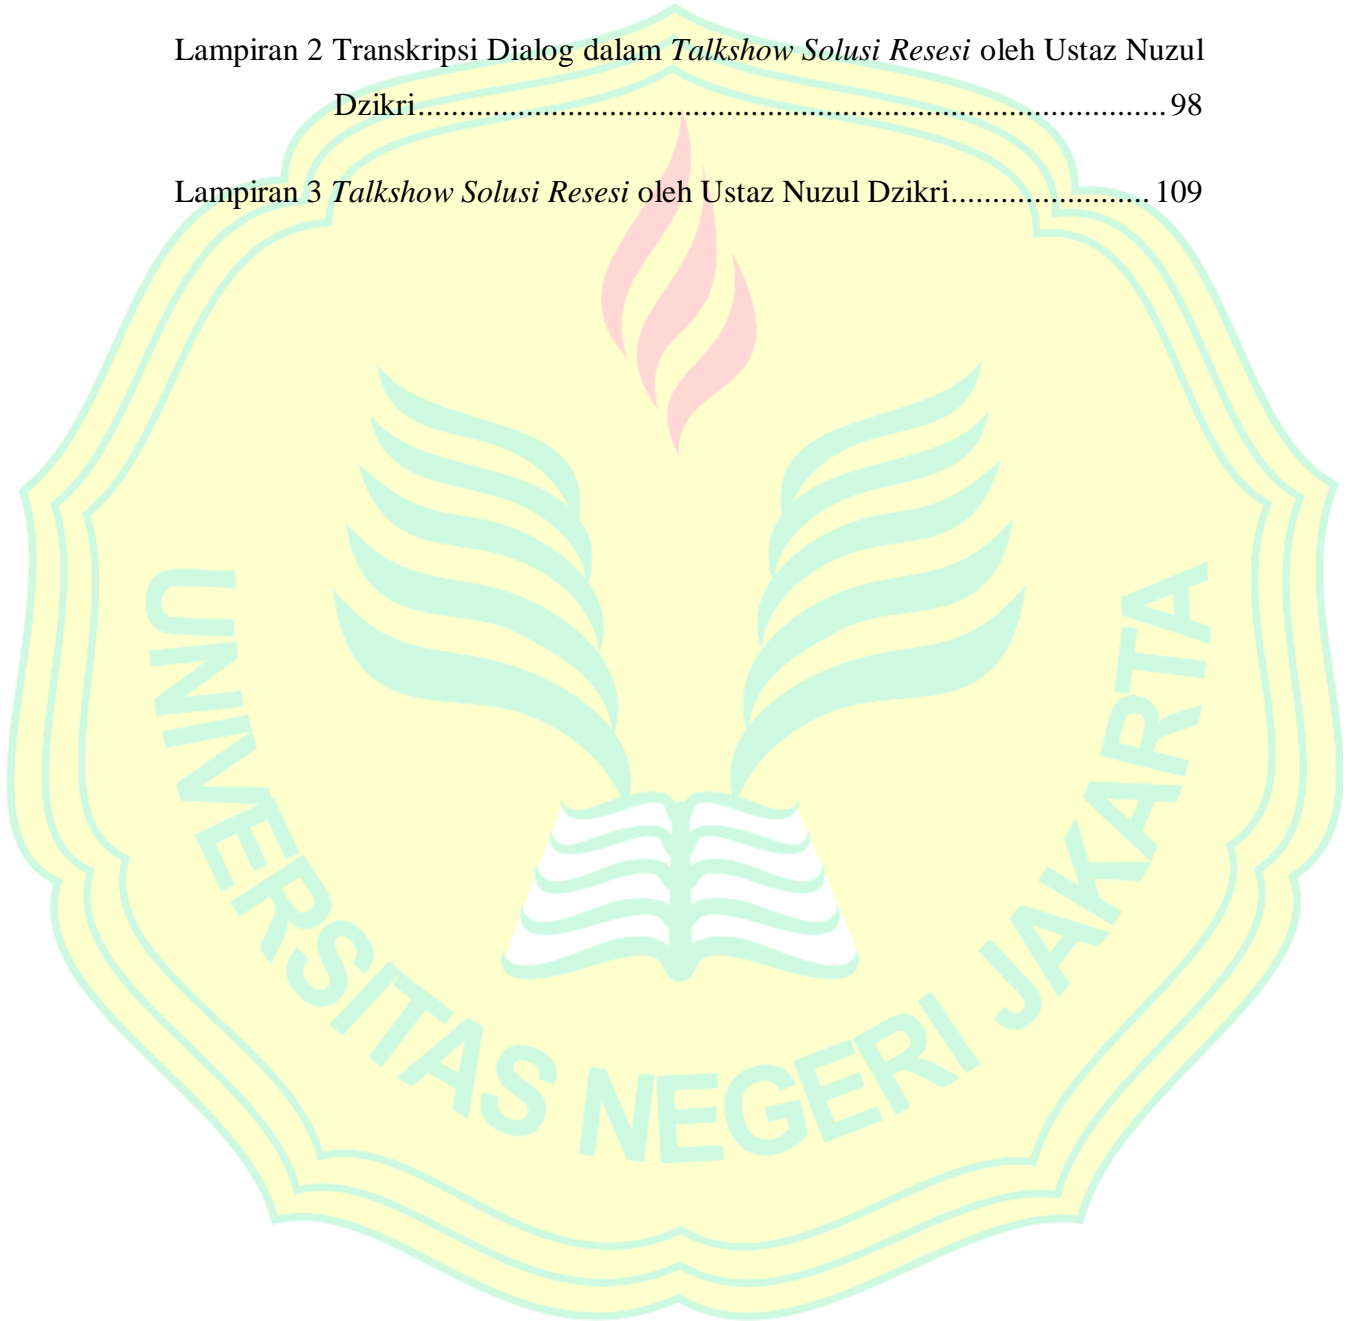 Lampiran 2 Transkripsi Dialog dalam Talkshow Solusi Resesi oleh Ustaz Nuzul
Dzikri..........................................................................................98
Lampiran 3 Talkshow Solusi Resesi oleh Ustaz Nuzul Dzikri........................109
UNIVERSITAS NEGERI JAKARTA